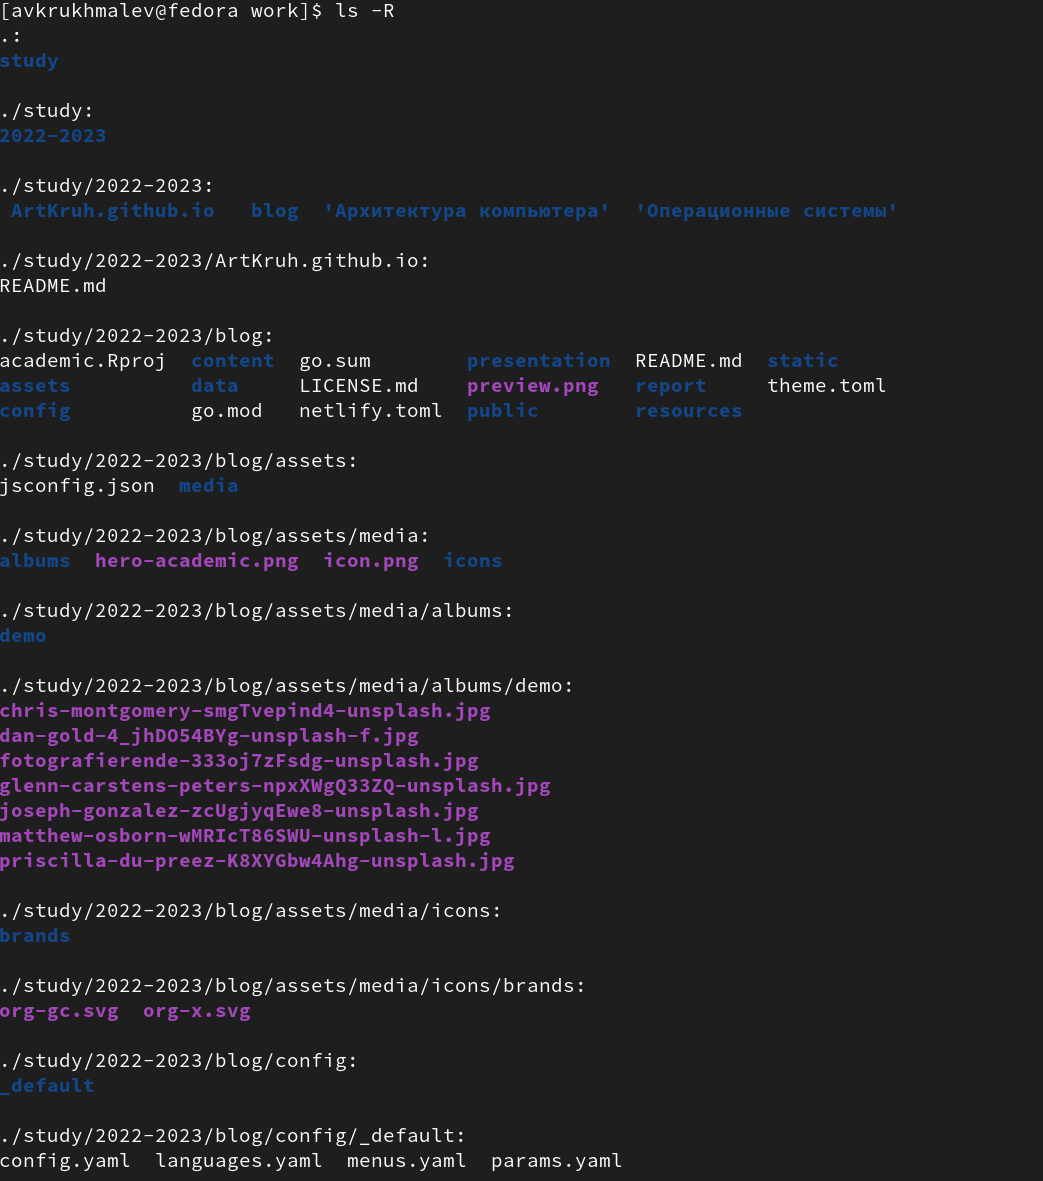 [avkrukhmalev@fedora work]$ ls -R
.:
study
./study:
2022-2023
./study/2022-2023:
ArtKruh.github.io blog 'Архитектура компьютера' 'Операционные системы'
./study/2022-2023/ArtKruh.github.io:
README.md
./study/2022-2023/blog:
academic.Rproj content go.sum presentation README.md static
assets data LICENSE.md preview.png report theme.toml
config go.mod netlify.toml public resources
./study/2022-2023/blog/assets:
jsconfig.json media
./study/2022-2023/blog/assets/media:
albums hero-academic.png icon.png icons
./study/2022-2023/blog/assets/media/albums:
demo
./study/2022-2023/blog/assets/media/albums/demo:
chris-montgomery-smgTvepind4-unsplash.jpg
dan-gold-4_jhDO54BYg-unsplash-f.jpg
fotografierende-333oj7zFsdg-unsplash.jpg
glenn-carstens-peters-npxXWgQ33ZQ-unsplash.jpg
joseph-gonzalez-zcUgjyqEwe8-unsplash.jpg
matthew-osborn-wMRIcT86SWU-unsplash-l.jpg
priscilla-du-preez-K8XYGbw4Ahg-unsplash.jpg
./study/2022-2023/blog/assets/media/icons:
brands
./study/2022-2023/blog/assets/media/icons/brands:
org-gc.svg org-x.svg
./study/2022-2023/blog/config:
_default
./study/2022-2023/blog/config/_default:
config.yaml languages.yaml menus.yaml params.yaml